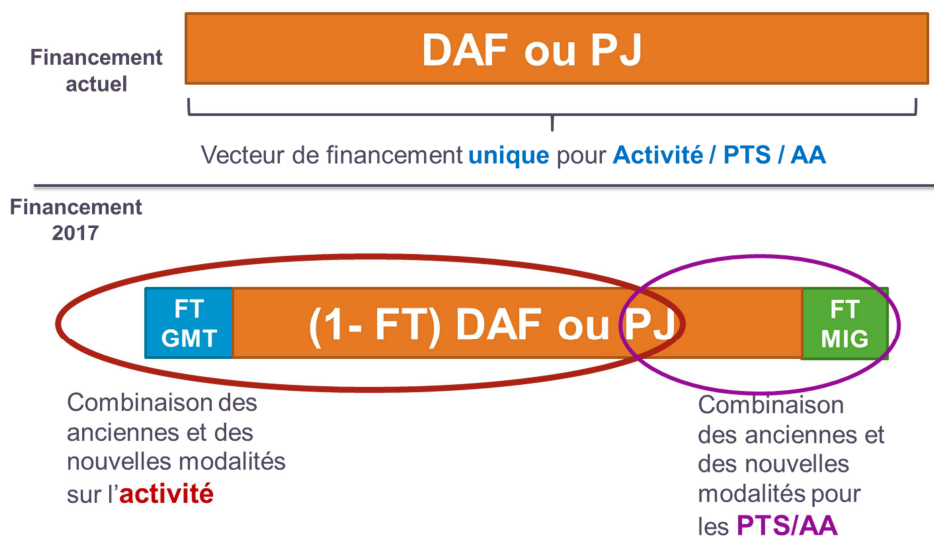 DAF ou PJ
Financement
actuel
Vecteur de financement unique pour Activité / PTS / AA
Financement
2017
FT
GMT
(1- FT) DAF ou PJ
FT
MIG
Combinaison des
anciennes et des
nouvelles modalités
sur l'activité
Combinaison
des anciennes et
des nouvelles
modalités pour
les PTS/AA